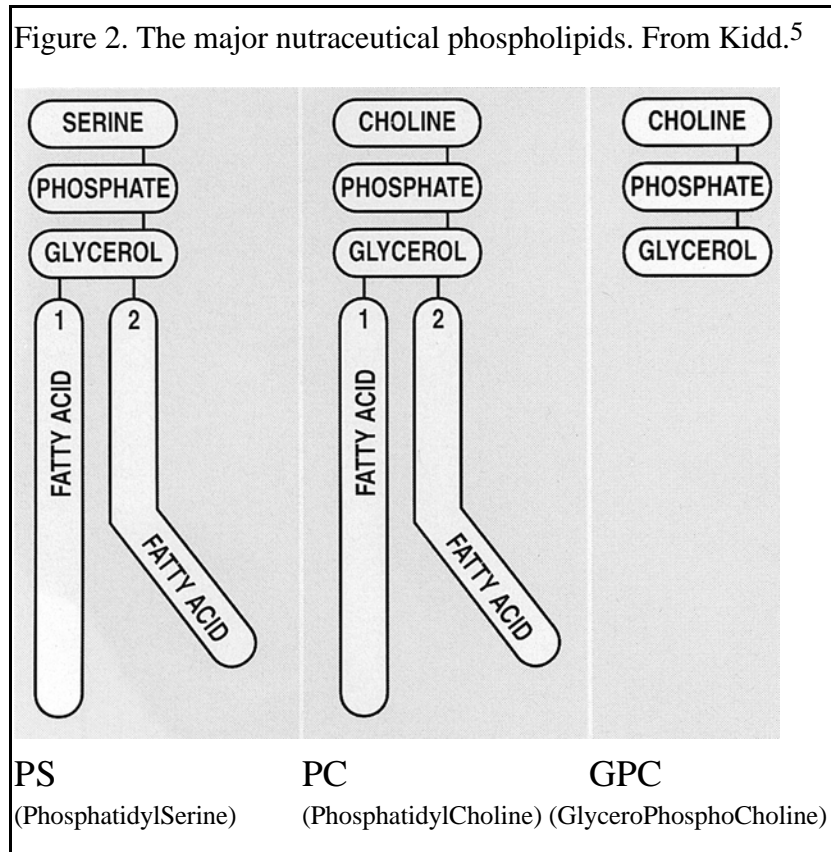 Figure 2. The major nutraceutical phospholipids. From Kidd.5
SERINE
PHOSPHATE
GLYCEROL
1 2
FATTY ACID
FATTY ACID
CHOLINE
PHOSPHATE
GLYCEROL
1 2
FATTY ACID
FATTY ACID
CHOLINE
PHOSPHATE
GLYCEROL
PS PC GPC
(PhosphatidylSerine) (PhosphatidylCholine) (GlyceroPhosphoCholine)